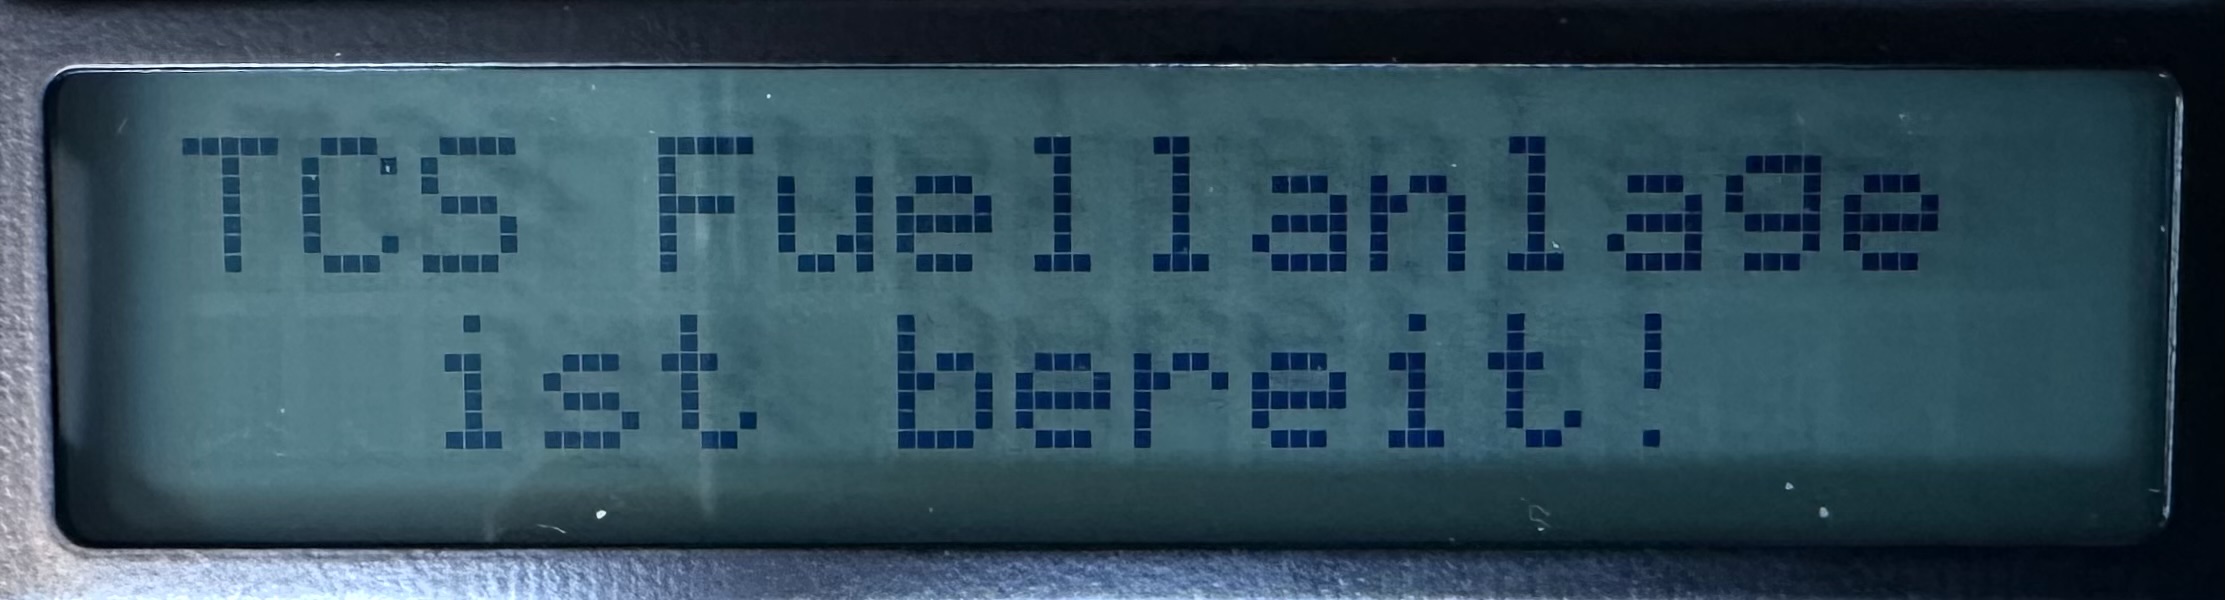 TCS Fuellanlage
ist bereit!